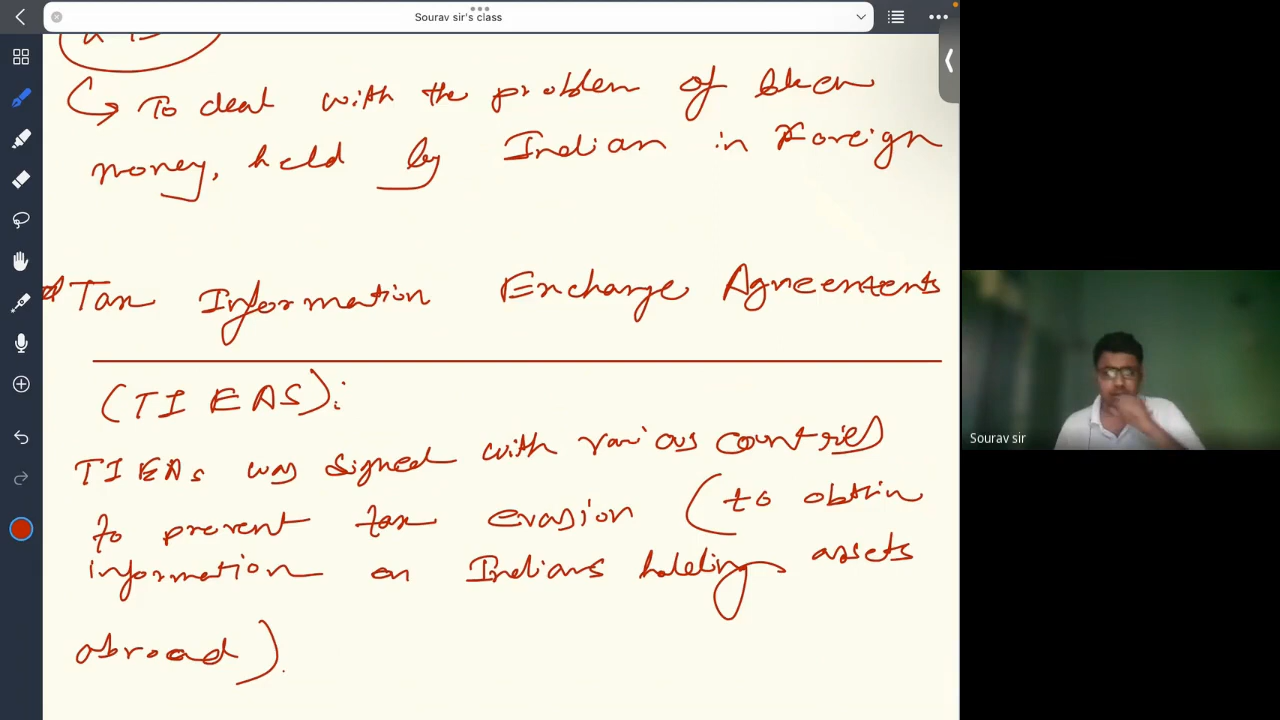 Sourav sir's class
→ To deal with the problem of
money, held by Indian in Foreign
Tax Information Exchange Agreements
(TIEAS):
TIEAs was signed with various countries
to prevent tax evasion (to obtain
information on Indians holding assets
abroad).
Sourav sir